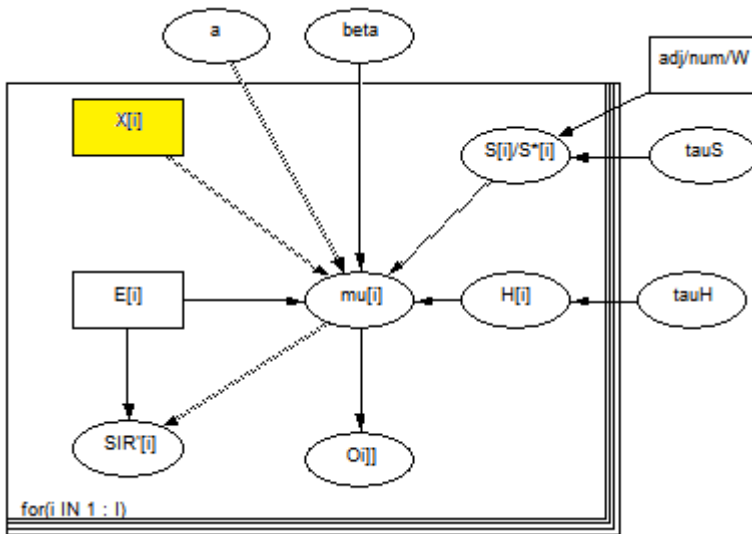 a
beta
adj/num/W
X[i]
S[i]/S*[i]
tauS
E[i]
mu[i]
H[i]
tauH
SIR'[i]
Oi]]
for(i IN 1 : I)